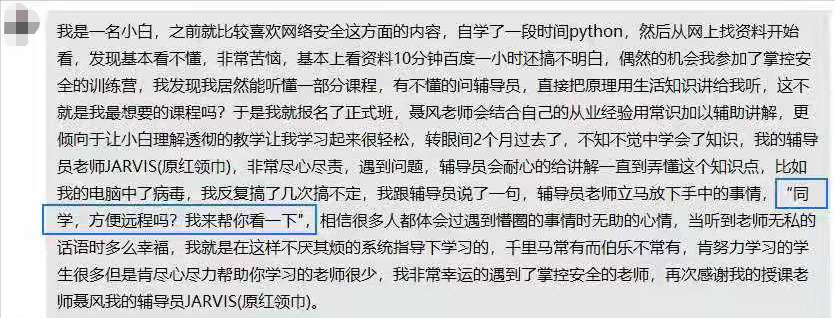 我是一名小白，之前就比较喜欢网络安全这方面的内容，自学了一段时间python，然后从网上找资料开始
看，发现基本看不懂，非常苦恼，基本上看资料10分钟百度一小时还搞不明白，偶然的机会我参加了掌控安
全的训练营，我发现我居然能听懂一部分课程，有不懂的问辅导员，直接把原理用生活知识讲给我听，这不
就是我最想要的课程吗？于是我就报名了正式班，聂风老师会结合自己的从业经验用常识加以辅助讲解，更
倾向于让小白理解透彻的教学让我学习起来很轻松，转眼间2个月过去了，不知不觉中学会了知识，我的辅导
员老师JARVIS(原红领巾)，非常尽心尽责，遇到问题，辅导员会耐心的给讲解一直到弄懂这个知识点，比如
我的电脑中了病毒，我反复搞了几次搞不定，我跟辅导员说了一句，辅导员老师立马放下手中的事情，“同
学，方便远程吗？我来帮你看一下”，相信很多人都体会过遇到懵圈的事情时无助的心情，当听到老师无私的
话语时多么幸福，我就是在这样不厌其烦的系统指导下学习的，千里马常有而伯乐不常有，肯努力学习的学
生很多但是肯尽心尽力帮助你学习的老师很少，我非常幸运的遇到了掌控安全的老师，再次感谢我的授课老
师聂风我的辅导员JARVIS(原红领巾)。